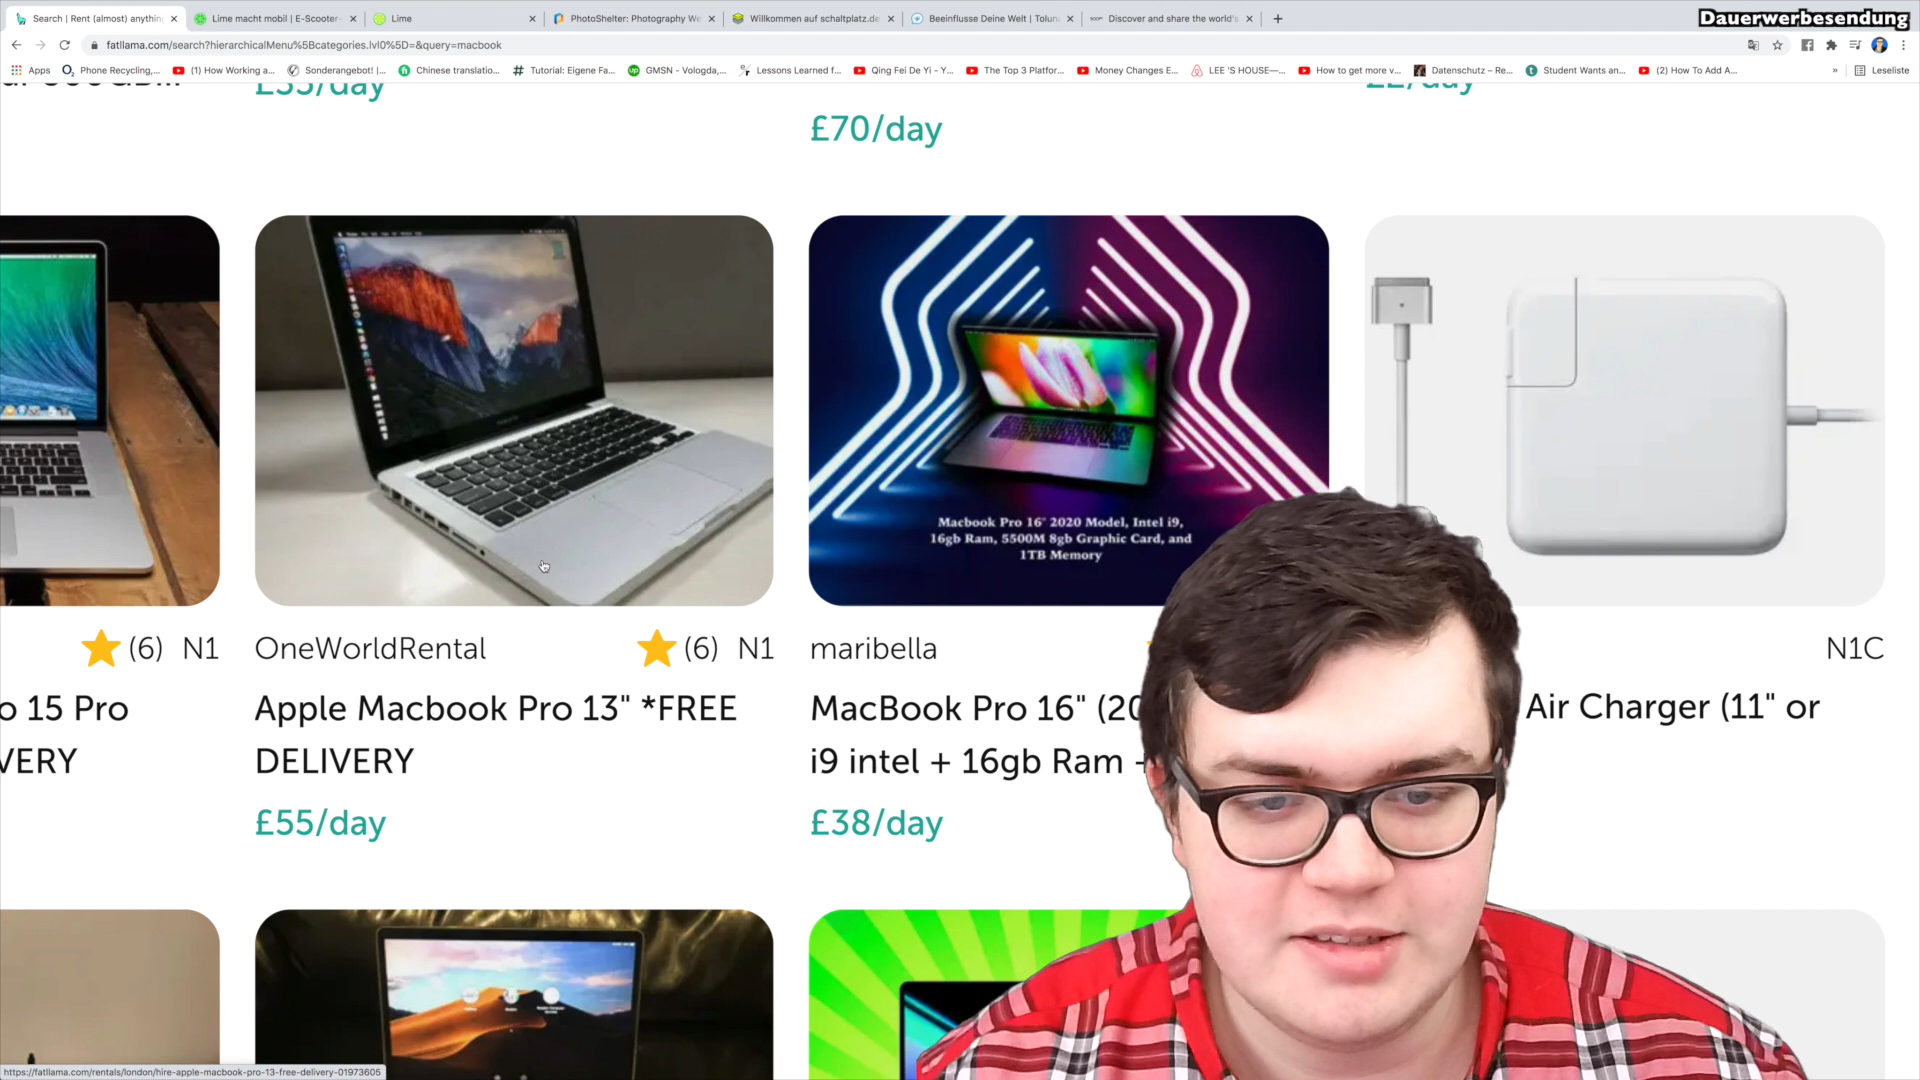 Search | Rent (almost) anythin
Lime macht mobil | E-Scooter-
Lime
PhotoShelter: Photography We
Willkommen auf schaltplatz.de
Beeinflusse Deine Welt | Tolun
Discover and share the world's
Dauerwerbesendung
fatllama.com/search?hierarchicalMenu%5Bcategories.lvl0%5D=&query=macbook
Apps
Phone Recycling,...
(1) How Working a...
Sonderangebot! |...
Chinese translatio...
Tutorial: Eigene Fa...
GMSN - Vologda,...
Lessons Learned f...
Qing Fei De Yi - Y...
The Top 3 Platfor...
Money Changes E...
LEE 'S HOUSE—...
How to get more v...
Datenschutz – Re...
Student Wants an...
(2) How To Add A...
»
Leseliste
£55/day
£70/day
£2/day
Macbook Pro 16" 2020 Model, Intel i9,
16gb Ram, 5500M 8gb Graphic Card, and
1TB Memory
(6) N1
OneWorldRental
(6) N1
maribella
N1C
o 15 Pro
VERY
Apple Macbook Pro 13" *FREE
DELIVERY
£55/day
MacBook Pro 16" (20
i9 intel + 16gb Ram
£38/day
Air Charger (11" or
https://fatllama.com/rentals/london/hire-apple-macbook-pro-13-free-delivery-01973605